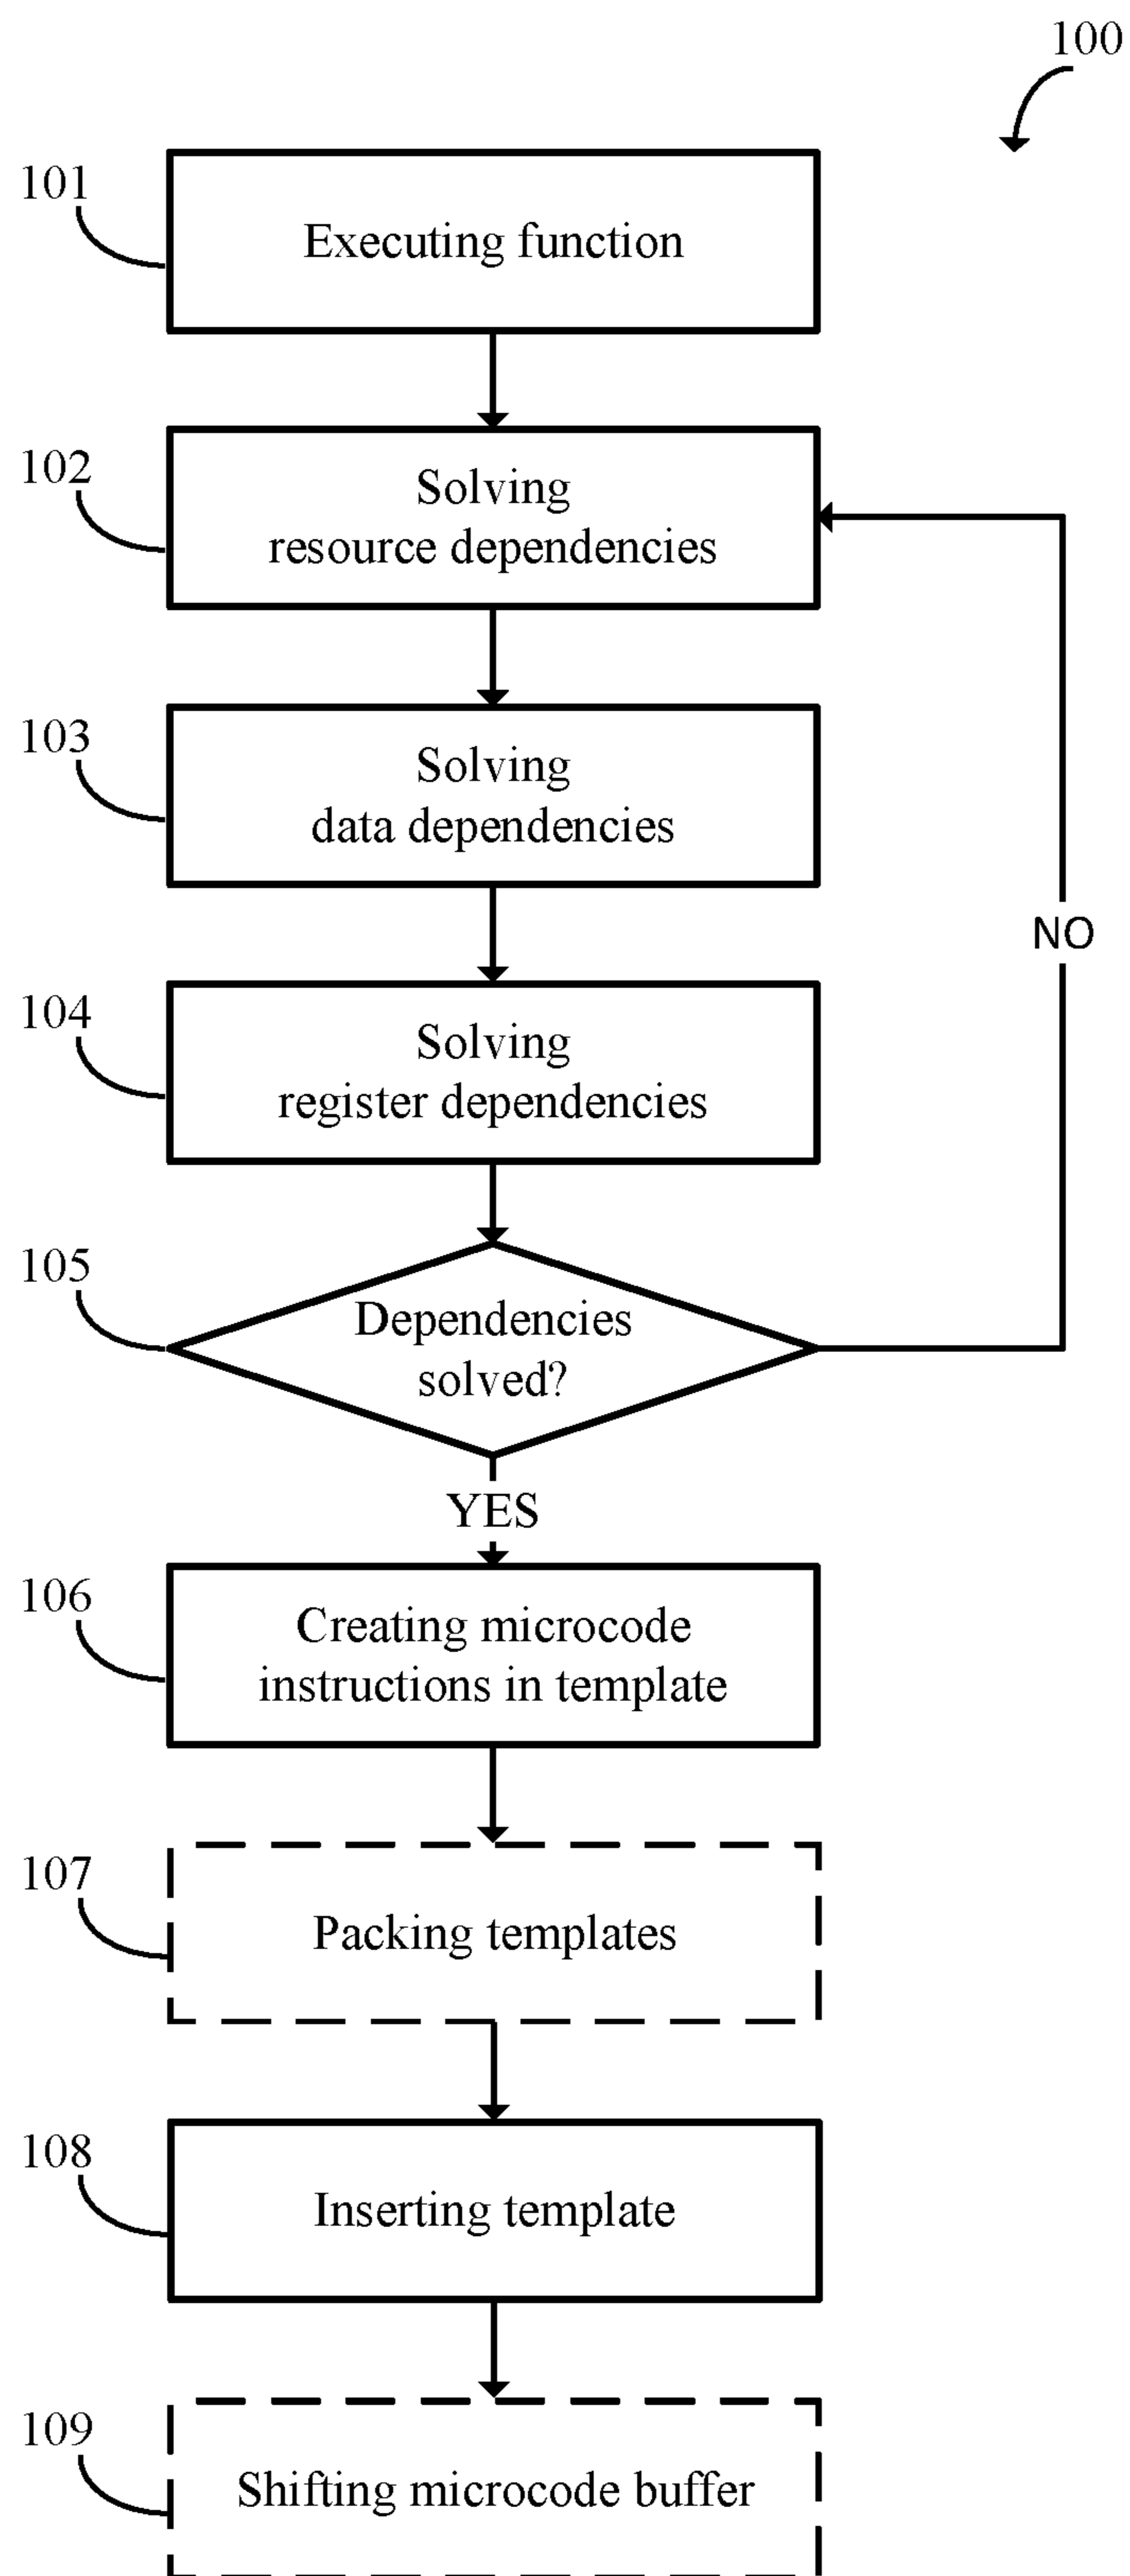 100
101
Executing function
102
Solving
resource dependencies
103
Solving
data dependencies
NO
104
Solving
register dependencies
105
Dependencies
solved?
YES
106
Creating microcode
instructions in template
107
Packing templates
108
Inserting template
109
Shifting microcode buffer